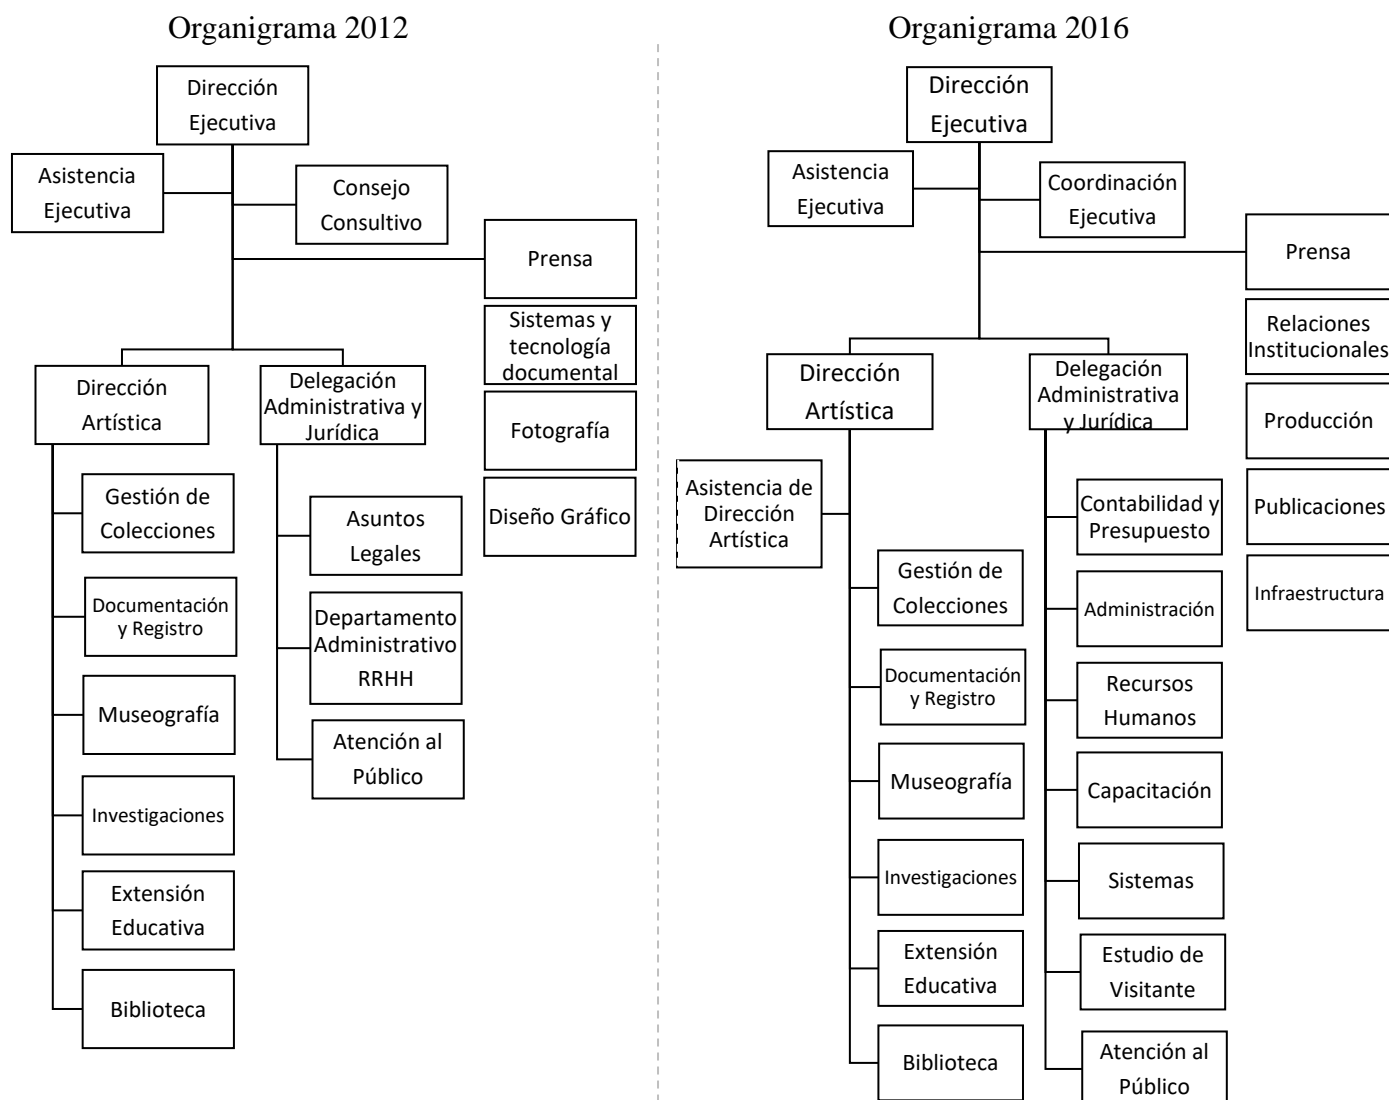 Organigrama 2012
Dirección
Ejecutiva
Asistencia
Ejecutiva
Consejo
Consultivo
Prensa
Sistemas y
tecnología
documental
Fotografía
Diseño Gráfico
Dirección
Artística
Delegación
Administrativa y
Jurídica
Gestión de
Colecciones
Documentación
y Registro
Museografía
Investigaciones
Extensión
Educativa
Biblioteca
Asuntos
Legales
Departamento
Administrativo
RRHH
Atención al
Público
Organigrama 2016
Dirección
Ejecutiva
Asistencia
Ejecutiva
Coordinación
Ejecutiva
Prensa
Relaciones
Institucionales
Producción
Publicaciones
Infraestructura
Dirección
Artística
Delegación
Administrativa
y Jurídica
Asistencia de
Dirección
Artística
Gestión de
Colecciones
Documentación
y Registro
Museografía
Investigaciones
Extensión
Educativa
Biblioteca
Contabilidad y
Presupuesto
Administración
Recursos
Humanos
Capacitación
Sistemas
Estudio de
Visitante
Atención al
Público